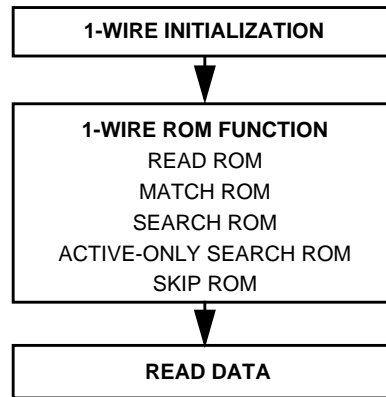 1-WIRE INITIALIZATION
1-WIRE ROM FUNCTION
READ ROM
MATCH ROM
SEARCH ROM
ACTIVE-ONLY SEARCH ROM
SKIP ROM
READ DATA